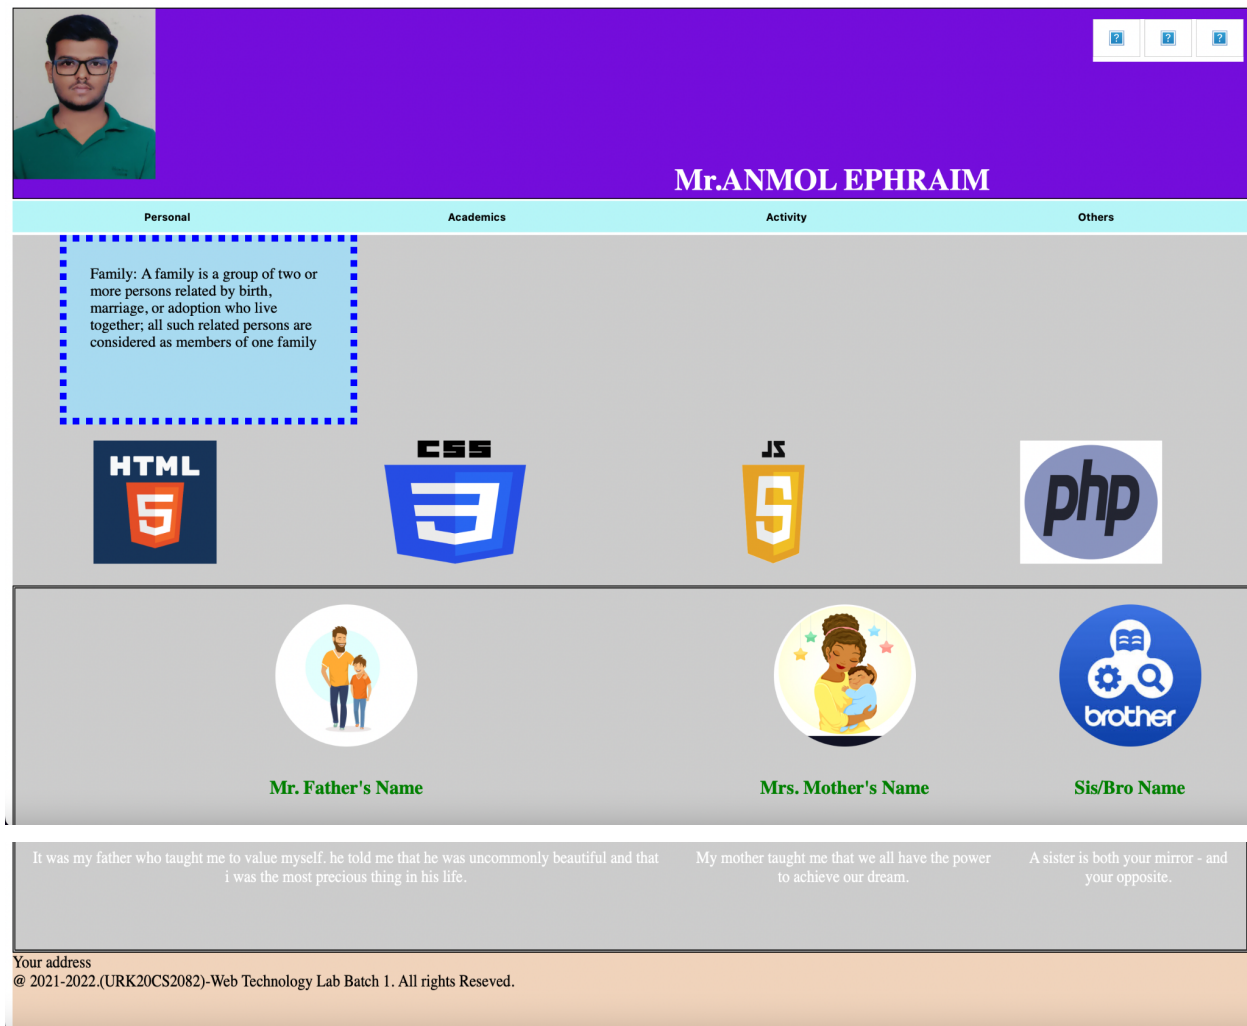 Mr.ANMOL EPHRAIM
Personal Academics Activity Others
Family: A family is a group of two or
more persons related by birth,
marriage, or adoption who live
together; all such related persons are
considered as members of one family
HTML
5
CSS
3
JS
5
php
brother
Mr. Father's Name
Mrs. Mother's Name
Sis/Bro Name
It was my father who taught me to value myself. he told me that he was uncommonly beautiful and that
i was the most precious thing in his life.
My mother taught me that we all have the power
to achieve our dream.
A sister is both your mirror - and
your opposite.
Your address
@ 2021-2022.(URK20CS2082)-Web Technology Lab Batch 1. All rights Reseved.